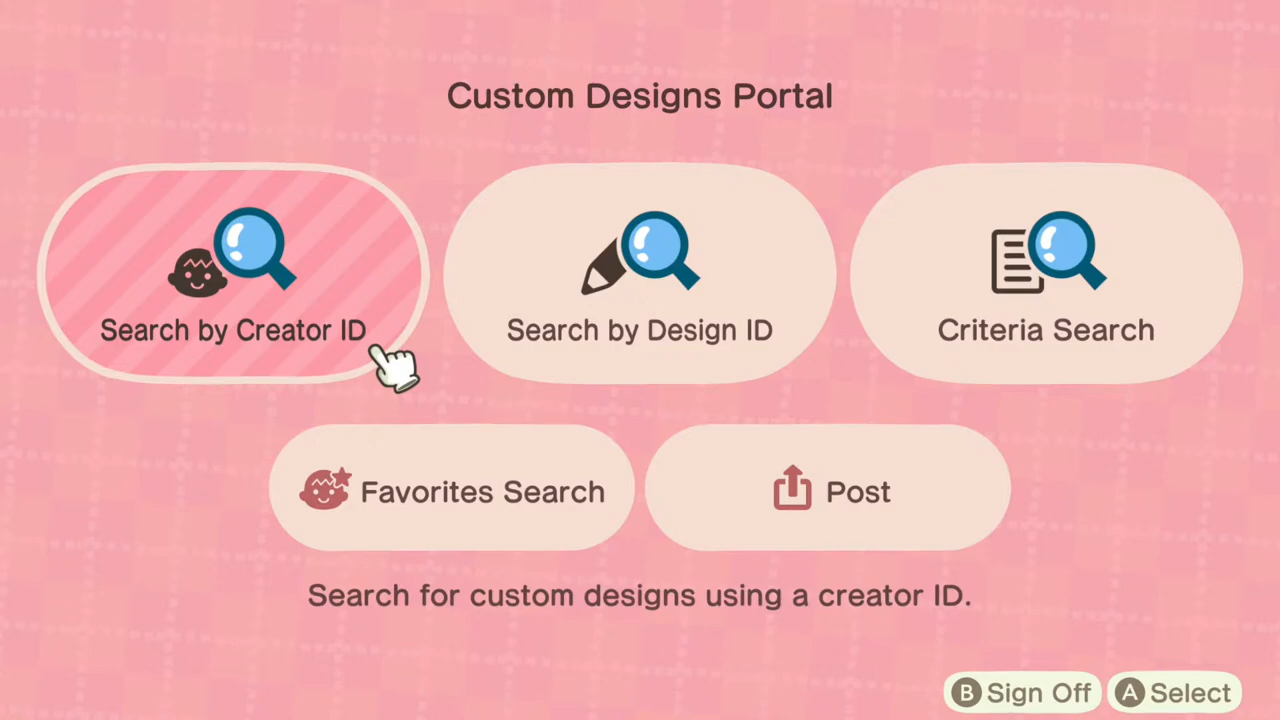 Custom Designs Portal
Search by Creator ID
Search by Design ID
Criteria Search
Favorites Search
Post
Search for custom designs using a creator ID.
B Sign Off
A Select